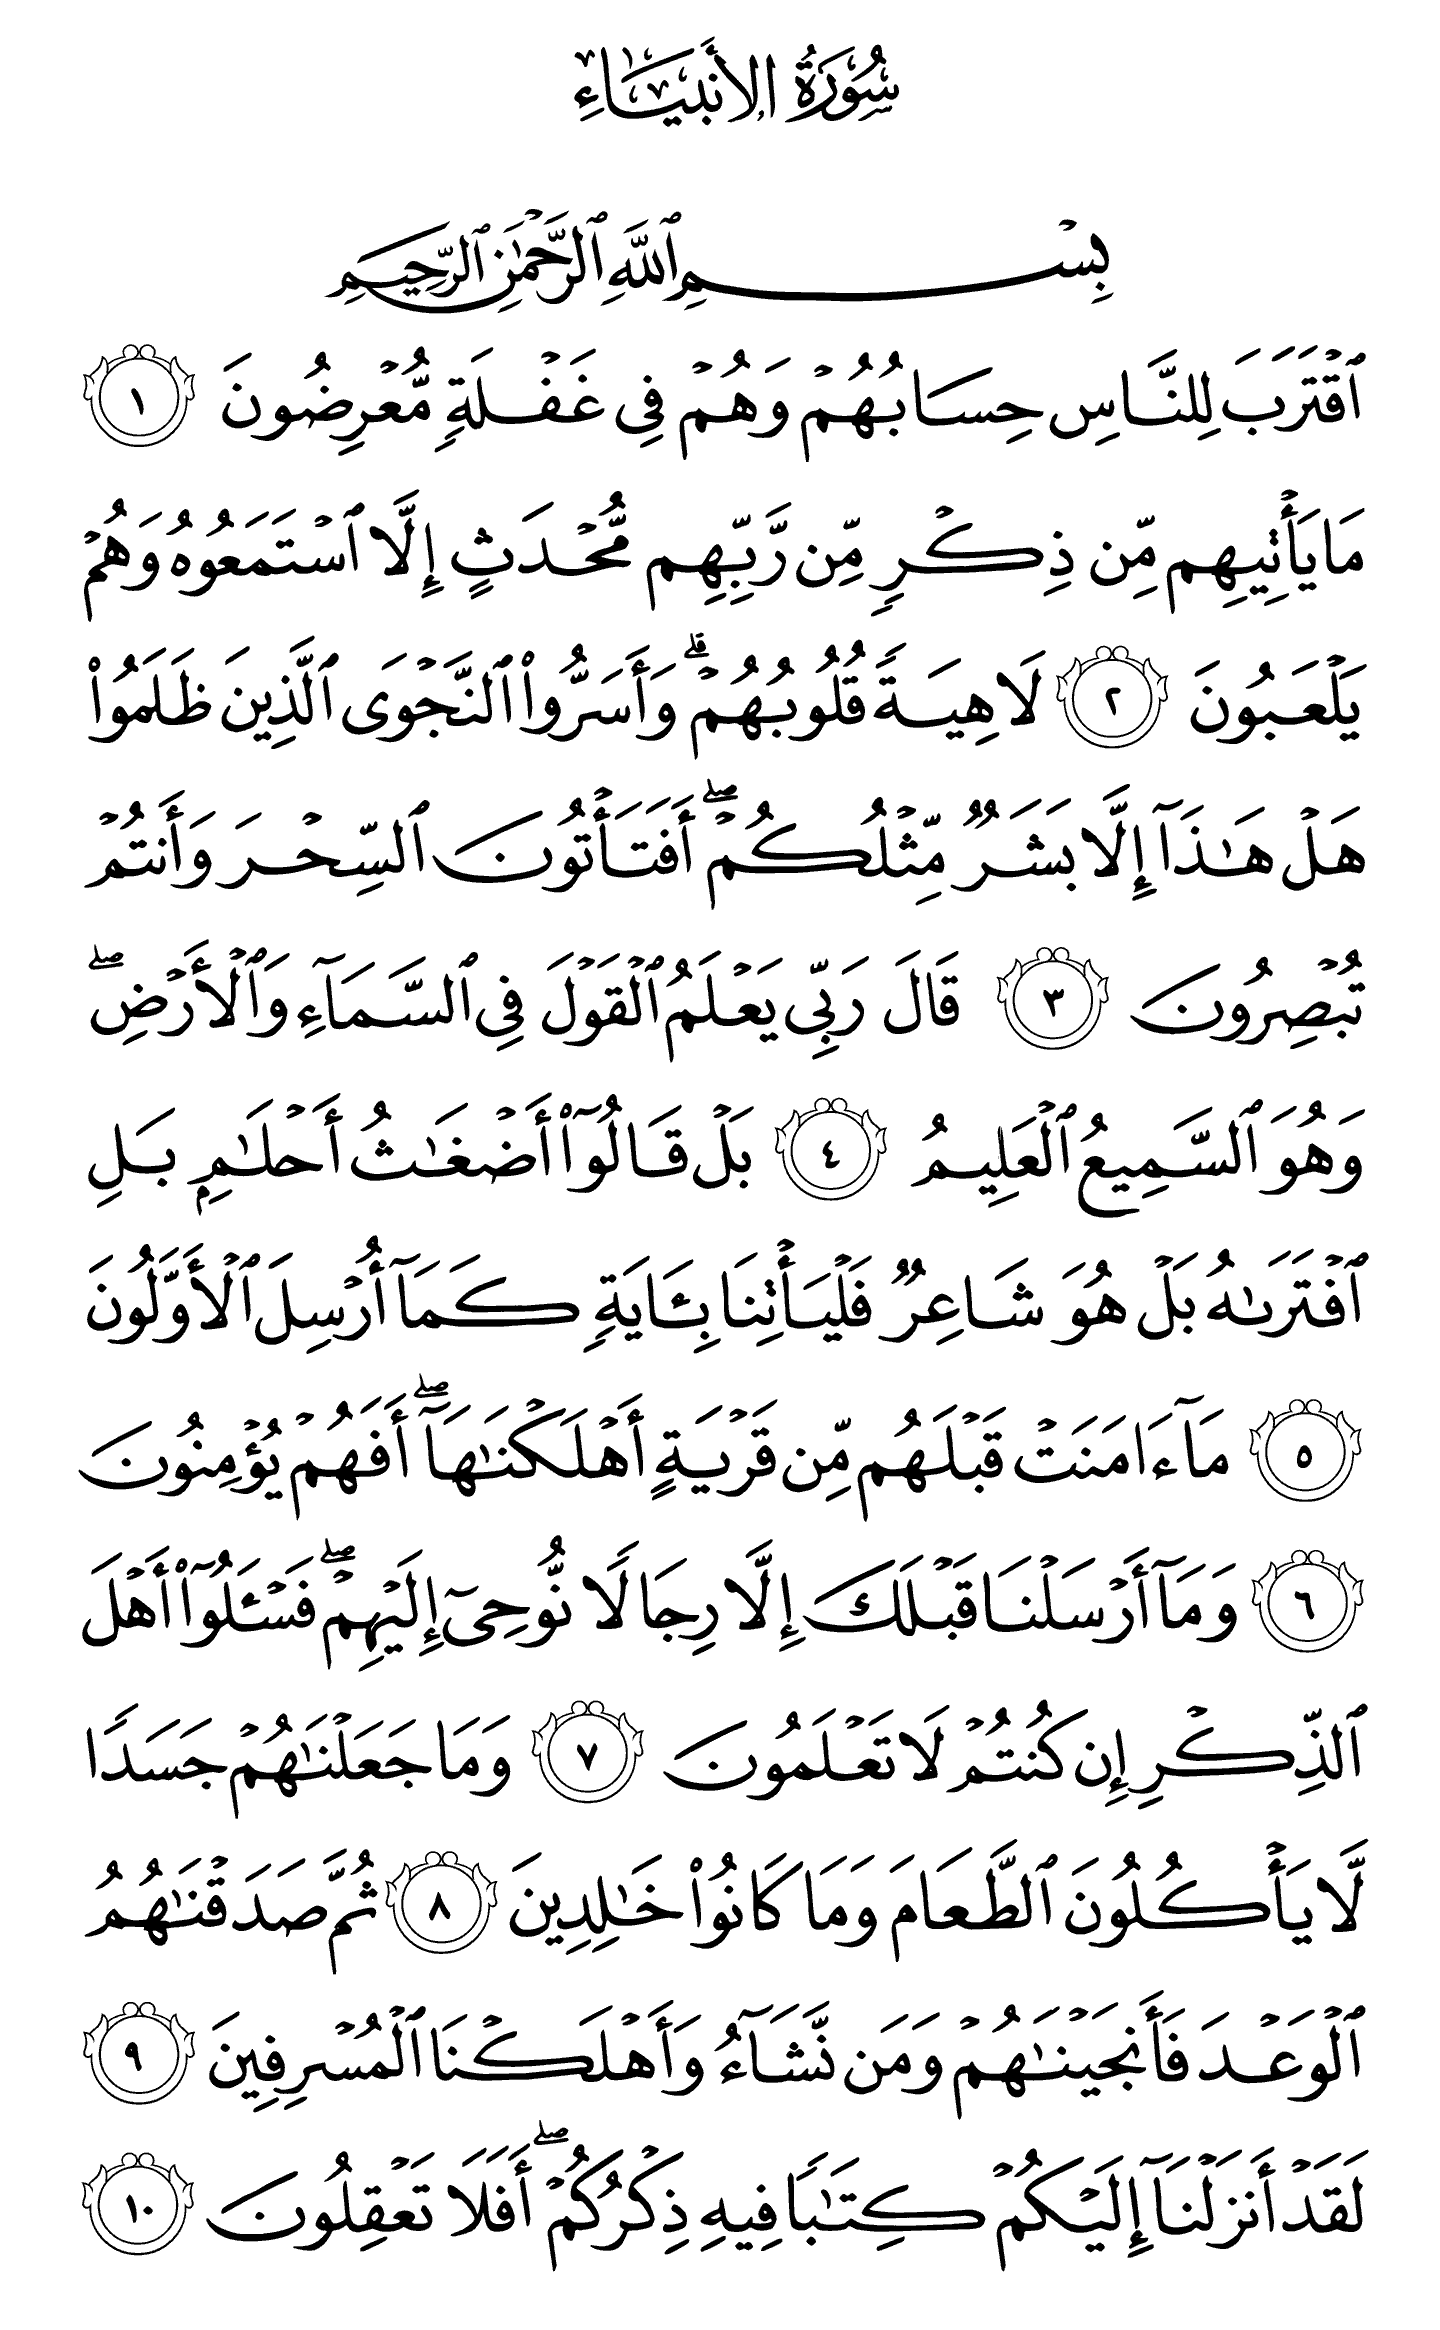 سُورَةُ الأَنبِيَاءِ
بِسْمِ ٱللَّهِ ٱلرَّحْمَٰنِ ٱلرَّحِيمِ
ٱقْتَرَبَ لِلنَّاسِ حِسَابُهُمْ وَهُمْ فِى غَفْلَةٍ مُّعْرِضُونَ ١
مَا يَأْتِيهِم مِّن ذِكْرٍ مِّن رَّبِّهِم مُّحْدَثٍ إِلَّا ٱسْتَمَعُوهُ وَهُمْ
يَلْعَبُونَ ٢ لَاهِيَةً قُلُوبُهُمْ ۗ وَأَسَرُّوا۟ ٱلنَّجْوَى ٱلَّذِينَ ظَلَمُوا۟
هَلْ هَٰذَآ إِلَّا بَشَرٌ مِّثْلُكُمْ ۖ أَفَتَأْتُونَ ٱلسِّحْرَ وَأَنتُمْ
تُبْصِرُونَ ٣ قَالَ رَبِّى يَعْلَمُ ٱلْقَوْلَ فِى ٱلسَّمَآءِ وَٱلْأَرْضِ ۖ
وَهُوَ ٱلسَّمِيعُ ٱلْعَلِيمُ ٤ بَلْ قَالُوٓا۟ أَضْغَٰثُ أَحْلَٰمٍۭ بَلِ
ٱفْتَرَىٰهُ بَلْ هُوَ شَاعِرٌ فَلْيَأْتِنَا بِـَٔايَةٍ كَمَآ أُرْسِلَ ٱلْأَوَّلُونَ
٥ مَآ ءَامَنَتْ قَبْلَهُم مِّن قَرْيَةٍ أَهْلَكْنَٰهَآ ۖ أَفَهُمْ يُؤْمِنُونَ
٦ وَمَآ أَرْسَلْنَا قَبْلَكَ إِلَّا رِجَالًا نُّوحِىٓ إِلَيْهِمْ ۖ فَسْـَٔلُوٓا۟ أَهْلَ
ٱلذِّكْرِ إِن كُنتُمْ لَا تَعْلَمُونَ ٧ وَمَا جَعَلْنَٰهُمْ جَسَدًا
لَّا يَأْكُلُونَ ٱلطَّعَامَ وَمَا كَانُوا۟ خَٰلِدِينَ ٨ ثُمَّ صَدَقْنَٰهُمُ
ٱلْوَعْدَ فَأَنجَيْنَٰهُمْ وَمَن نَّشَآءُ وَأَهْلَكْنَا ٱلْمُسْرِفِينَ ٩
لَقَدْ أَنزَلْنَآ إِلَيْكُمْ كِتَٰبًا فِيهِ ذِكْرُكُمْ ۖ أَفَلَا تَعْقِلُونَ ١٠